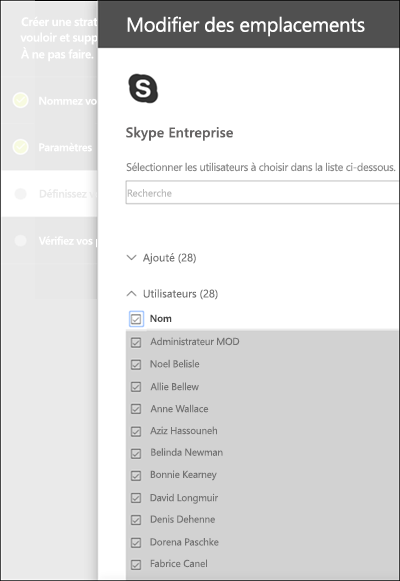 Créer une strat
vouloir et supp
À ne pas faire.
Nommez vo
Paramètres
Définissez v
Vérifiez vos p
Modifier des emplacements
Skype Entreprise
Sélectionner les utilisateurs à choisir dans la liste ci-dessous.
Recherche
Ajouté (28)
Utilisateurs (28)
Nom
Administrateur MOD
Noel Belisle
Allie Bellew
Anne Wallace
Aziz Hassouneh
Belinda Newman
Bonnie Kearney
David Longmuir
Denis Dehenne
Dorena Paschke
Fabrice Canel